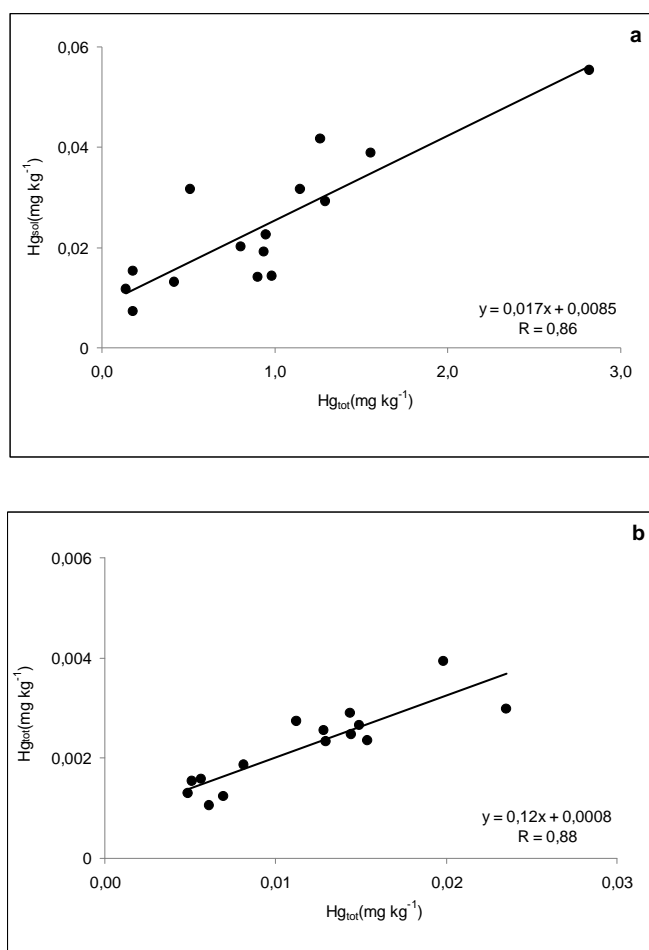 a
0,06
0,04
Hgsol(mg kg-1)
0,02
y = 0,017x + 0,0085
R = 0,86
0
0,0 1,0 2,0 3,0
Hgtot(mg kg-1)
b
0,006
0,004
Hgtot(mg kg-1)
0,002
y = 0,12x + 0,0008
R = 0,88
0
0,00 0,01 0,02 0,03
Hgtot(mg kg-1)